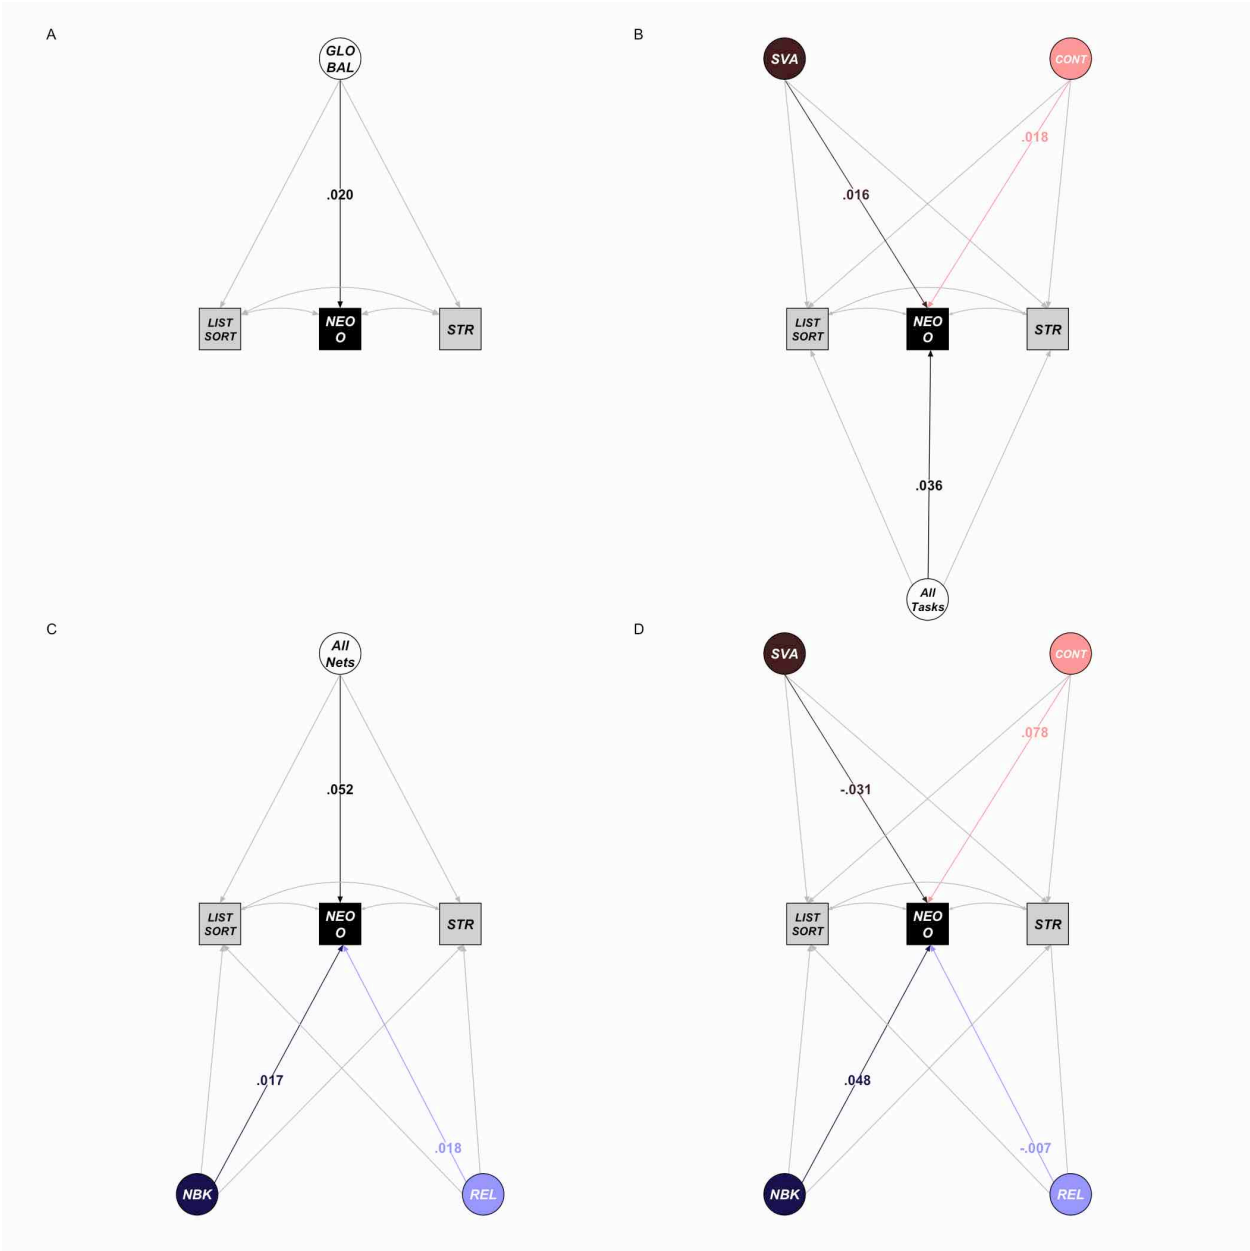 A
GLO
BAL
.020
LIST
SORT
NEO
O
STR
B
SVA
CONT
.018
.016
LIST
SORT
NEO
O
STR
.036
All
Tasks
C
All
Nets
.052
LIST
SORT
NEO
O
STR
.017
.018
NBK
REL
D
SVA
CONT
.078
-.031
LIST
SORT
NEO
O
STR
.048
-.007
NBK
REL